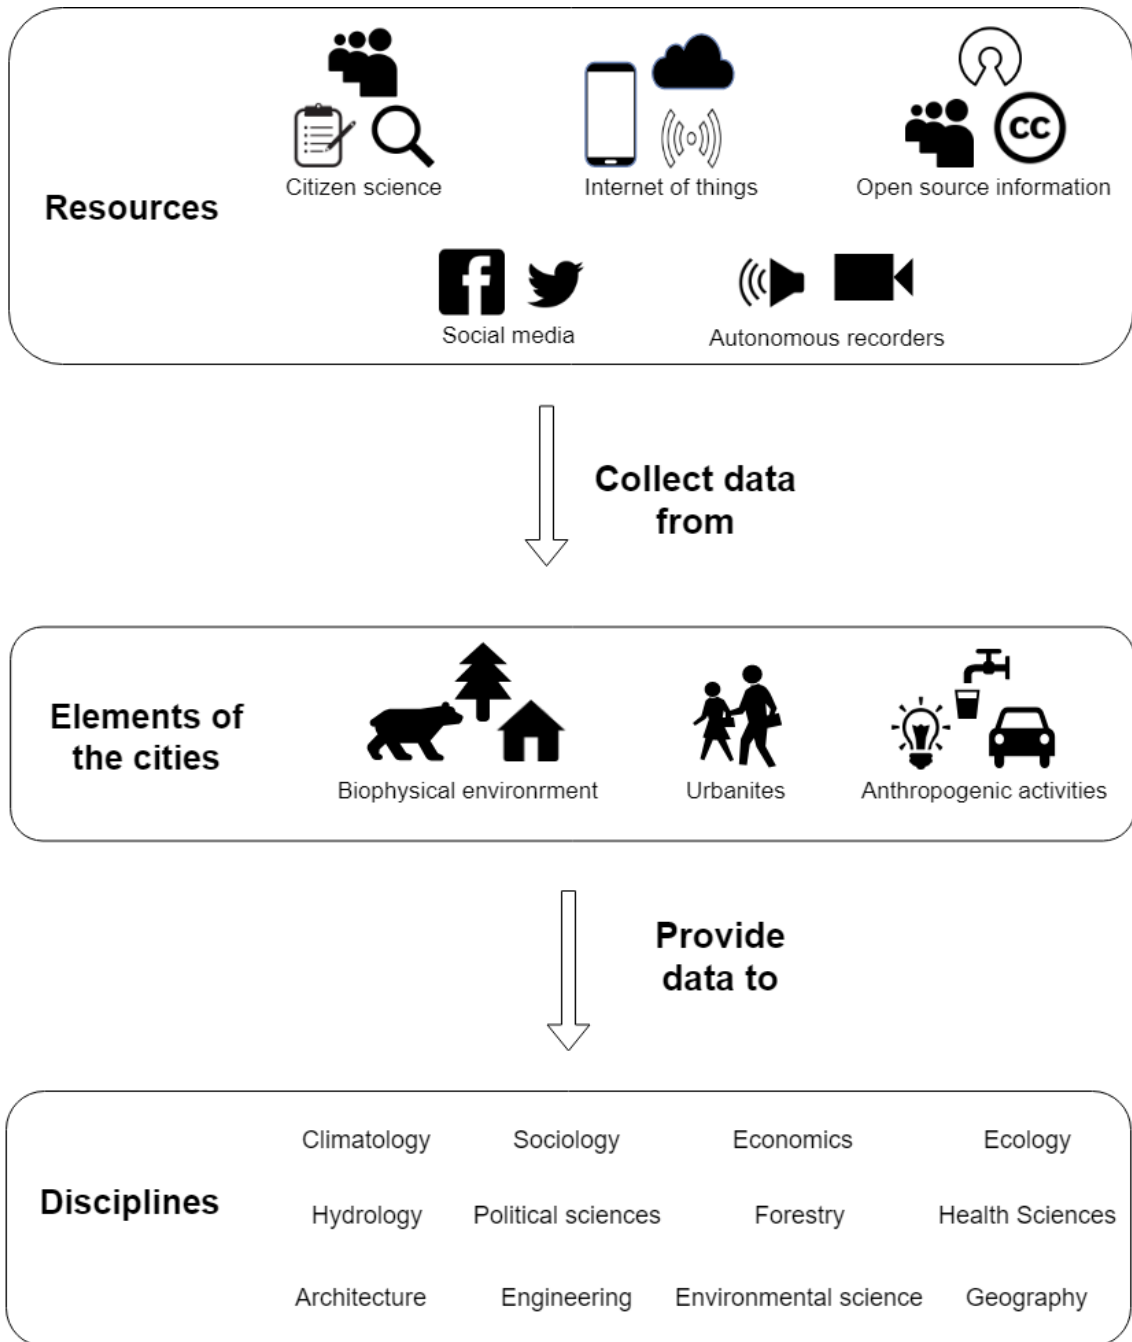 CC
Citizen science
Internet of things
Open source information
Resources
Social media
Autonomous recorders
Collect data
from
Elements of
the cities
Biophysical environrment
Urbanites
Anthropogenic activities
Provide
data to
Climatology
Sociology
Economics
Ecology
Disciplines
Hydrology
Political sciences
Forestry
Health Sciences
Architecture
Engineering
Environmental science
Geography